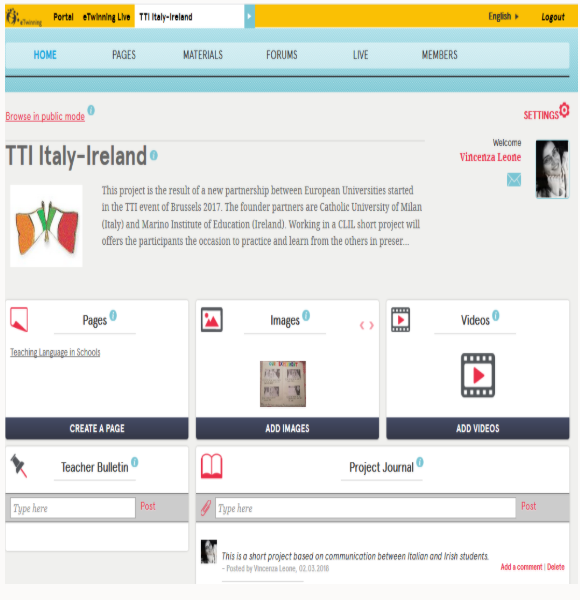 eTwinning Portal eTwinning Live TTI Italy-Ireland English Logout
HOME PAGES MATERIALS FORUMS LIVE MEMBERS
Browse in public mode i
SETTINGS
Welcome
Vincenza Leone
TTI Italy-Ireland i
This project is the result of a new partnership between European Universities started
in the TTI event of Brussels 2017. The founder partners are Catholic University of Milan
(Italy) and Marino Institute of Education (Ireland). Working in a CLIL short project will
offers the participants the occasion to practice and learn from the others in preser...
Pages i
Teaching Language in Schools
CREATE A PAGE
Images i
ADD IMAGES
Videos i
ADD VIDEOS
Teacher Bulletin i
Type here Post
Project Journal i
Type here Post
This is a short project based on communication between Italian and Irish students.
– Posted by Vincenza Leone, 02.03.2018
Add a comment | Delete